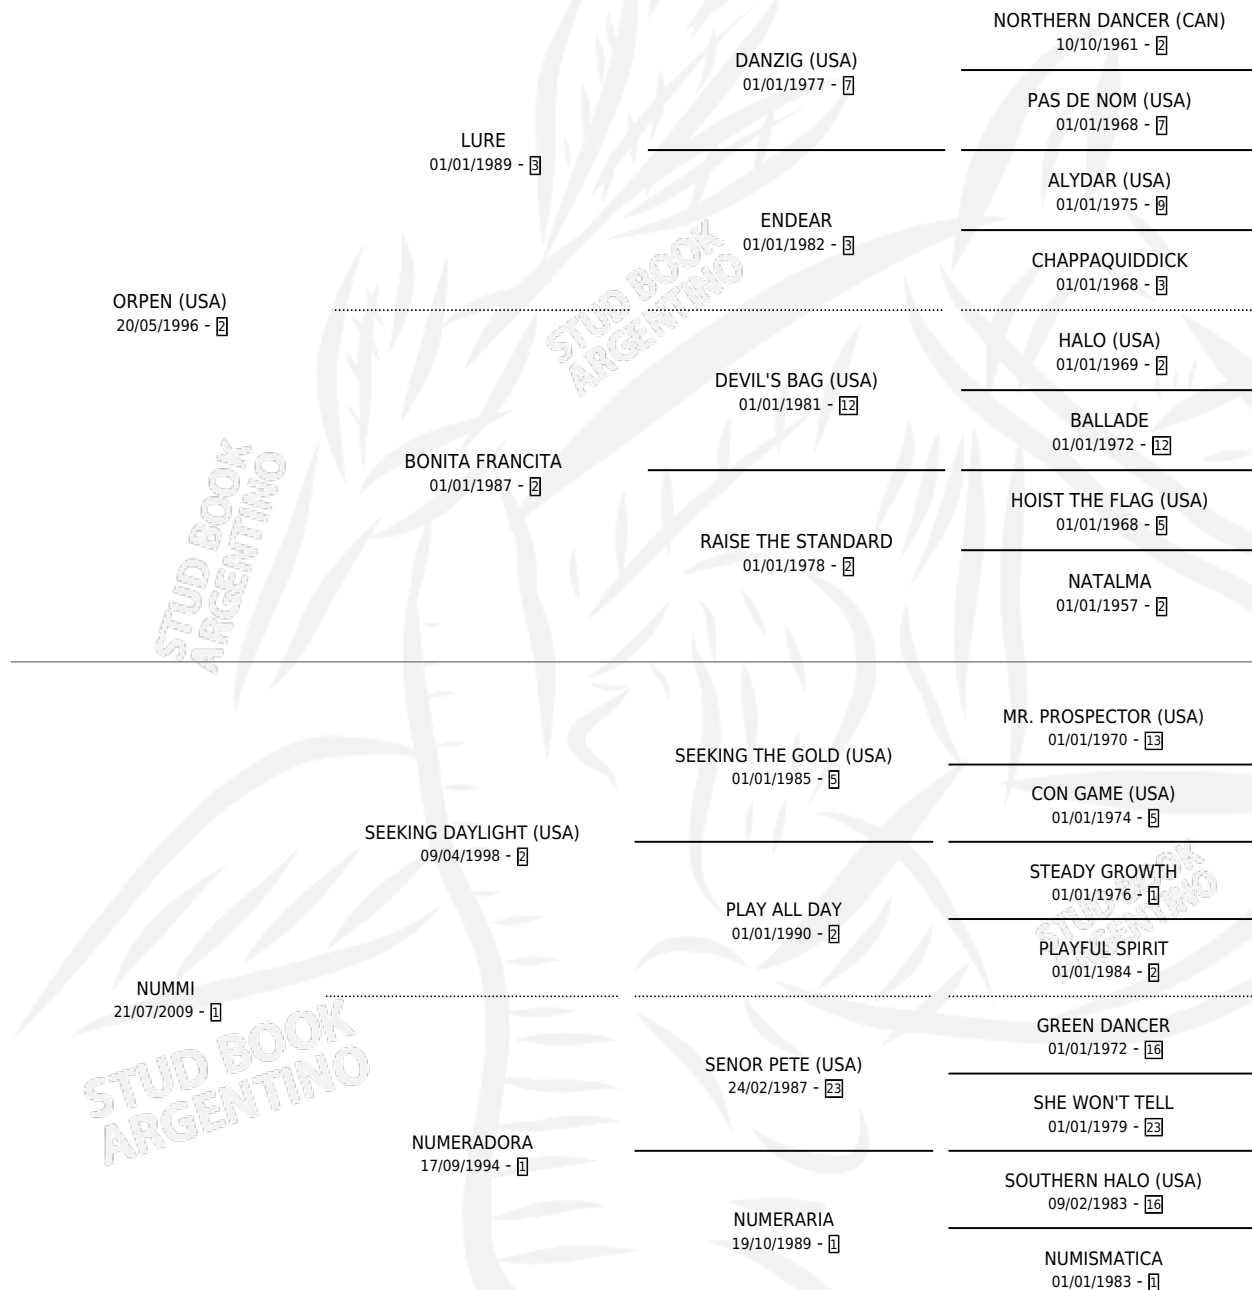 NORTHERN DANCER (CAN)
10/10/1961 - 2
DANZIG (USA)
01/01/1977 - 7
PAS DE NOM (USA)
01/01/1968 - 7
LURE
01/01/1989 - 3
ALYDAR (USA)
01/01/1975 - 9
ENDEAR
01/01/1982 - 3
CHAPPAQUIDDICK
01/01/1968 - 3
ORPEN (USA)
20/05/1996 - 2
HALO (USA)
01/01/1969 - 2
DEVIL'S BAG (USA)
01/01/1981 - 12
BALLADE
01/01/1972 - 12
BONITA FRANCITA
01/01/1987 - 2
HOIST THE FLAG (USA)
01/01/1968 - 5
RAISE THE STANDARD
01/01/1978 - 2
NATALMA
01/01/1957 - 2
MR. PROSPECTOR (USA)
01/01/1970 - 13
SEEKING THE GOLD (USA)
01/01/1985 - 5
CON GAME (USA)
01/01/1974 - 5
SEEKING DAYLIGHT (USA)
09/04/1998 - 2
STEADY GROWTH
01/01/1976 - 1
PLAY ALL DAY
01/01/1990 - 2
PLAYFUL SPIRIT
01/01/1984 - 2
NUMMI
21/07/2009 - 1
GREEN DANCER
01/01/1972 - 16
SENOR PETE (USA)
24/02/1987 - 23
SHE WON'T TELL
01/01/1979 - 23
NUMERADORA
17/09/1994 - 1
SOUTHERN HALO (USA)
09/02/1983 - 16
NUMERARIA
19/10/1989 - 1
NUMISMATICA
01/01/1983 - 1
STUD BOOK
ARGENTINO
STUD BOOK
ARGENTINO
STUD BOOK
ARGENTINO
STUD BOOK
ARGENTINO